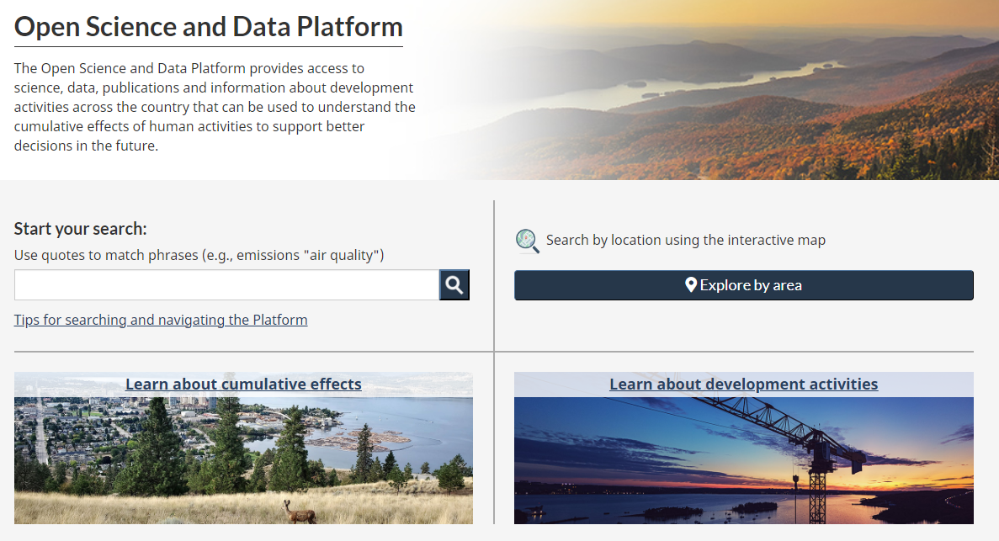 Open Science and Data Platform
The Open Science and Data Platform provides access to
science, data, publications and information about development
activities across the country that can be used to understand the
cumulative effects of human activities to support better
decisions in the future.
Start your search:
Use quotes to match phrases (e.g., emissions "air quality")
Tips for searching and navigating the Platform
Search by location using the interactive map
Explore by area
Learn about cumulative effects
Learn about development activities